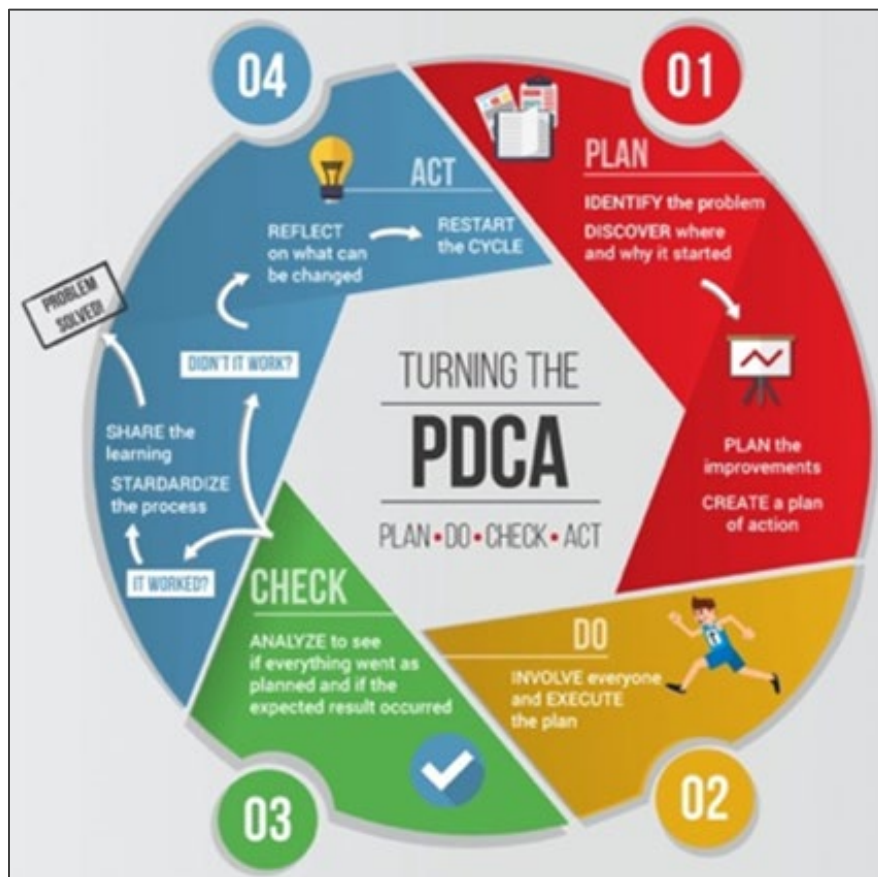 01
PLAN
IDENTIFY the problem
DISCOVER where
and why it started
PLAN the
improvements
CREATE a plan
of action
02
DO
INVOLVE everyone
and EXECUTE
the plan
03
CHECK
ANALYZE to see
if everything went as
planned and if the
expected result occurred
04
ACT
IT WORKED?
STARDARDIZE
the process
SHARE the
learning
PROBLEM
SOLVED!
DIDN'T IT WORK?
REFLECT
on what can
be changed
RESTART
the CYCLE
TURNING THE
PDCA
PLAN•DO•CHECK•ACT